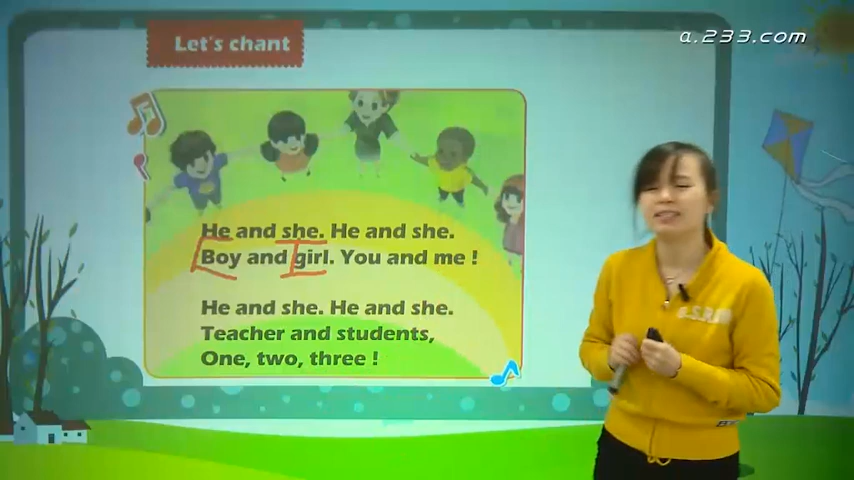 Let's chant
a.233.com
He and she. He and she.
Boy and girl. You and me !
He and she. He and she.
Teacher and students,
One, two, three !